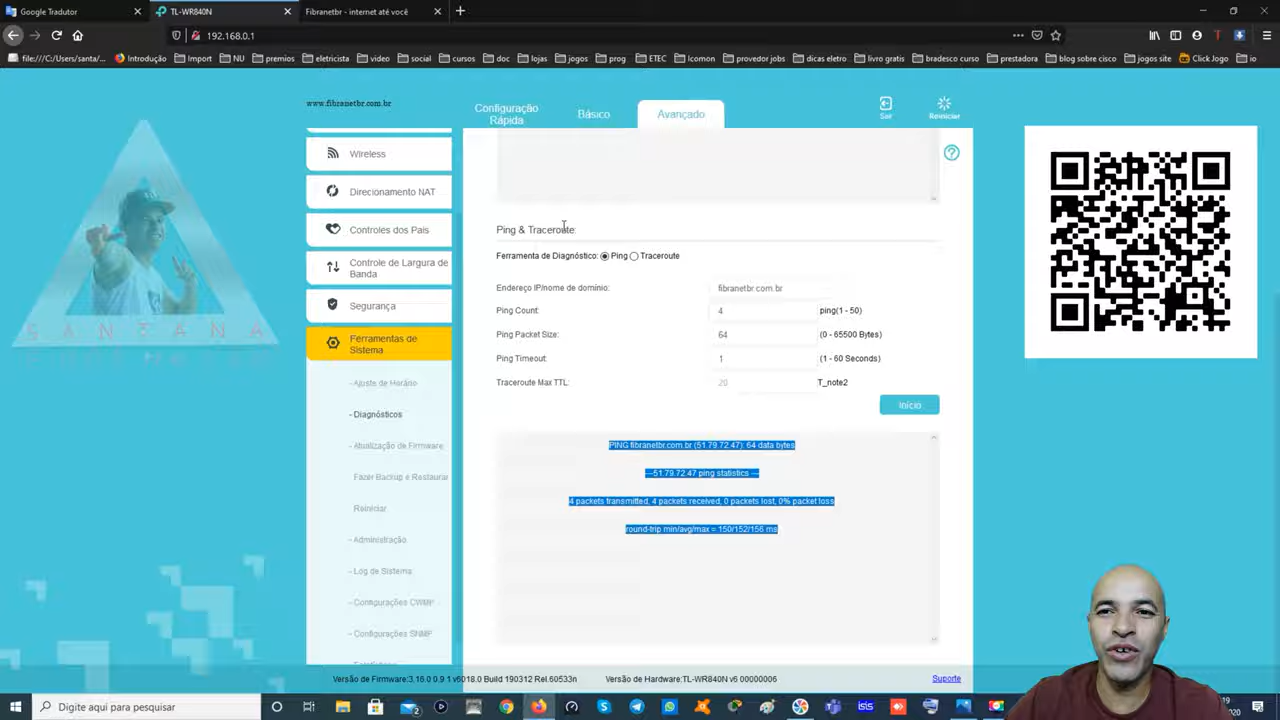 Google Tradutor
TL-WR840N
Fibranetbr - internet até você
192.168.0.1
file:///C:/Users/santa/
Introdução
Import
NU
premios
eletricista
video
social
cursos
doc
lojas
jogos
prog
ETEC
Icomon
provedor jobs
dicas eletro
livro gratis
bradesco curso
prestadora
blog sobre cisco
jogos site
Click Jogo
io
www.fibranetbr.com.br
Configuração
Rápida
Básico
Avançado
Sair
Reiniciar
Wireless
Direcionamento NAT
Controles dos Pais
Controle de Largura de
Banda
Segurança
Ferramentas de
Sistema
- Ajuste de Horário
- Diagnósticos
- Atualização de Firmware
Fazer Backup e Restaurar
Reiniciar
- Administração
- Log de Sistema
- Configurações CWMP
- Configurações SNMP
SANTANA
Ping & Traceroute:
Ferramenta de Diagnóstico: Ping Traceroute
Endereço IP/nome de domínio: fibranetbr.com.br
Ping Count: 4 ping(1 - 50)
Ping Packet Size: 64 (0 - 65500 Bytes)
Ping Timeout: 1 (1 - 60 Seconds)
Traceroute Max TTL: 20 T_note2
Início
PING fibranetbr.com.br (51.79.72.47): 64 data bytes
---51.79.72.47 ping statistics ---
4 packets transmitted, 4 packets received, 0 packets lost, 0% packet loss
round-trip min/avg/max = 150/152/156 ms
Versão de Firmware:3.16.0 0.9.1 v6018.0 Build 190312 Rel.60533n
Versão de Hardware:TL-WR840N v6 00000006
Suporte
Digite aqui para pesquisar